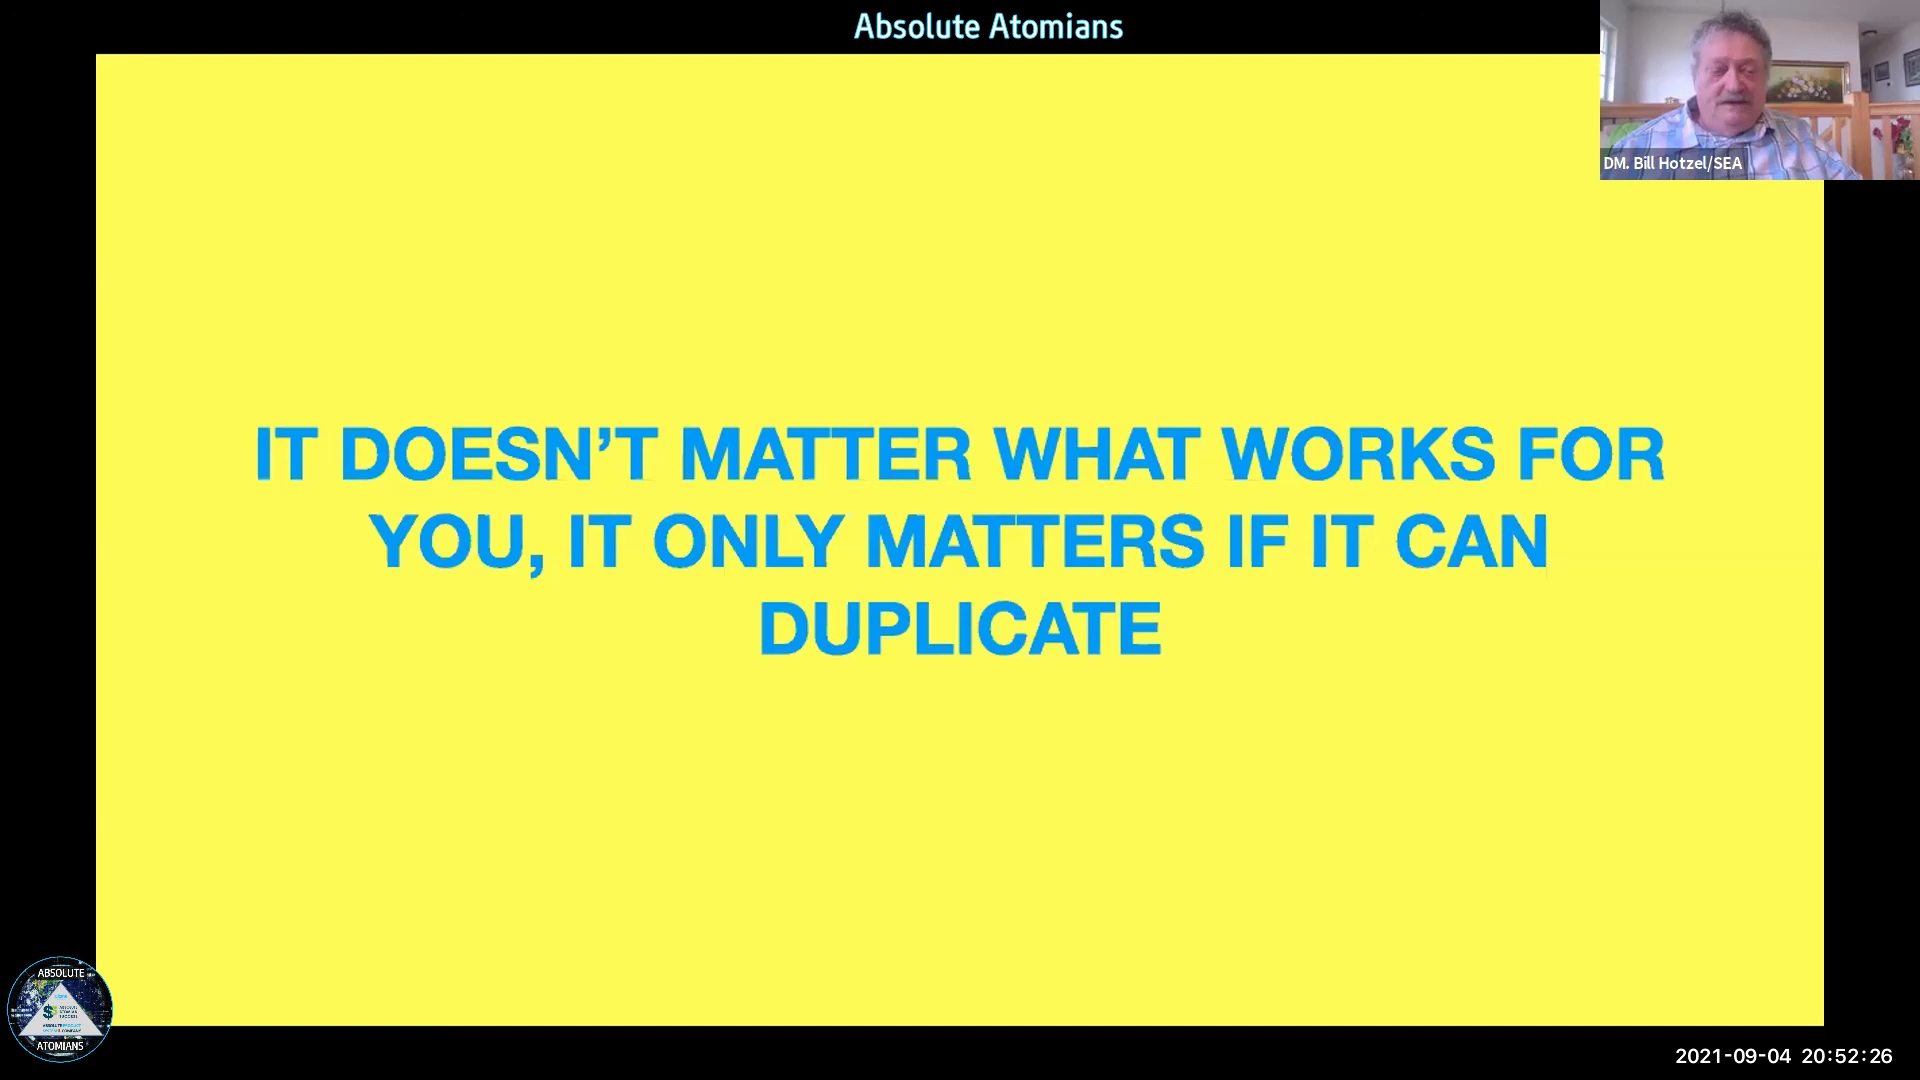 Absolute Atomians
DM. Bill Hotzel/SEA
IT DOESN’T MATTER WHAT WORKS FOR
YOU, IT ONLY MATTERS IF IT CAN
DUPLICATE
ABSOLUTE
ATOMIANS
2021-09-04 20:52:26